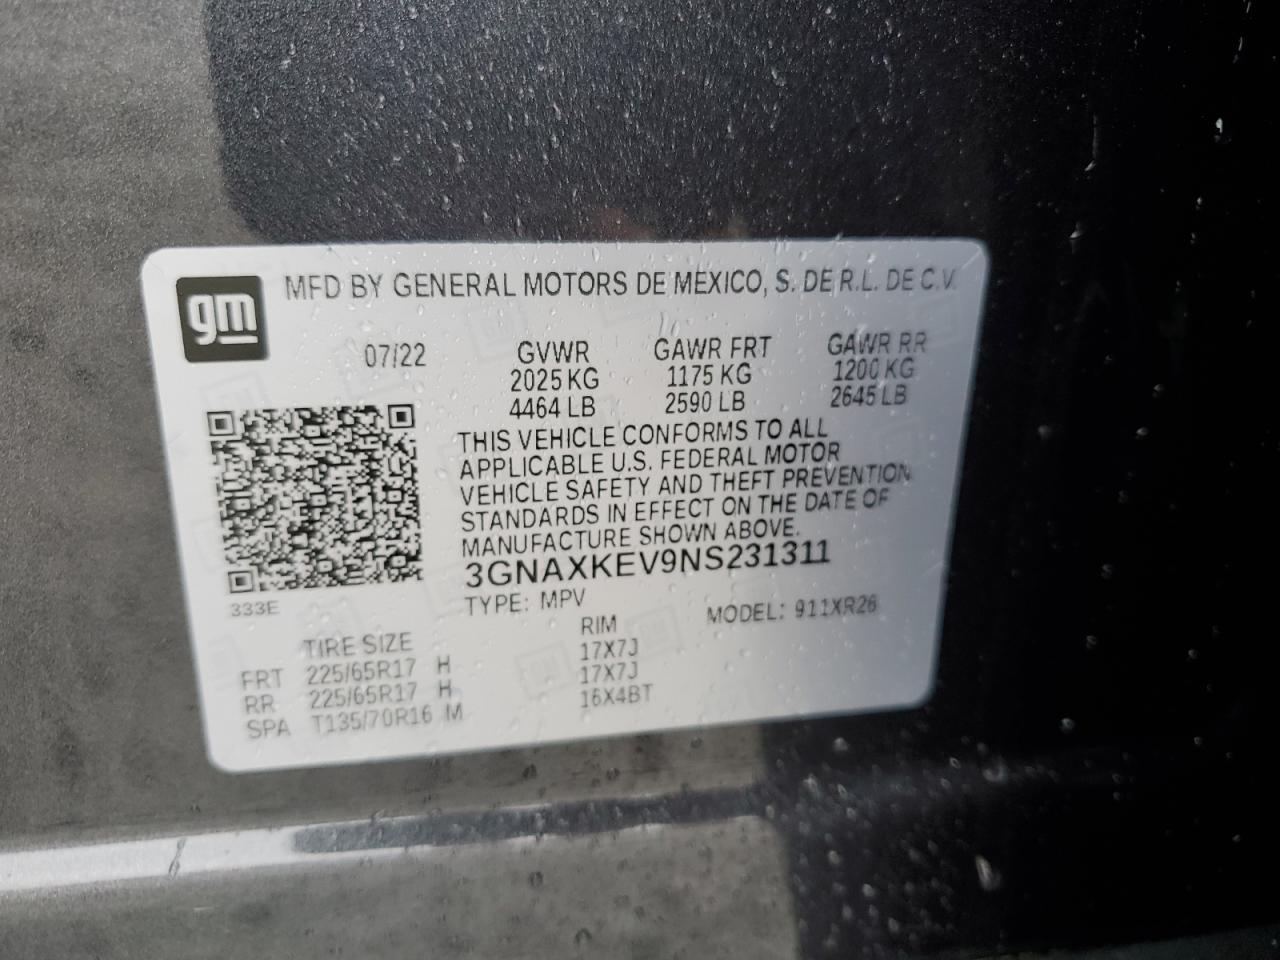 gm MFD BY GENERAL MOTORS DE MEXICO, S. DE R.L. DE C.V.
07/22 GVWR GAWR FRT GAWR RR
2025 KG 1175 KG 1200 KG
4464 LB 2590 LB 2645 LB
THIS VEHICLE CONFORMS TO ALL
APPLICABLE U.S. FEDERAL MOTOR
VEHICLE SAFETY AND THEFT PREVENTION
STANDARDS IN EFFECT ON THE DATE OF
MANUFACTURE SHOWN ABOVE.
3GNAXKEV9NS231311
333E TYPE: MPV MODEL: 911XR26
TIRE SIZE RIM
FRT 225/65R17 H 17X7J
RR 225/65R17 H 17X7J
SPA T135/70R16 M 16X4BT